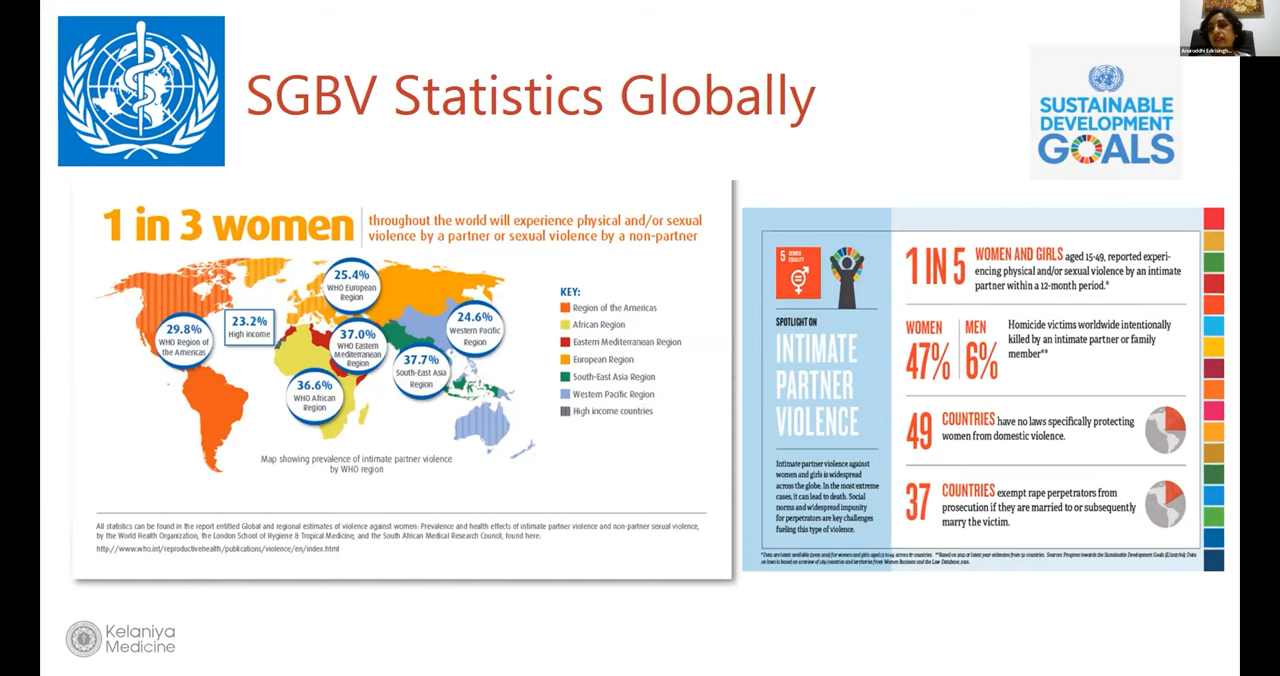 Anuruddhi Edirisingh...
SGBV Statistics Globally
SUSTAINABLE
DEVELOPMENT
GOALS
1 in 3 women
throughout the world will experience physical and/or sexual
violence by a partner or sexual violence by a non-partner
25.4%
WHO European
Region
29.8%
WHO Region of
the Americas
23.2%
High income
37.0%
WHO Eastern
Mediterranean
Region
24.6%
Western Pacific
Region
37.7%
South-East Asia
Region
36.6%
WHO African
Region
KEY:
Region of the Americas
African Region
Eastern Mediterranean Region
European Region
South-East Asia Region
Western Pacific Region
High income countries
Map showing prevalence of intimate partner violence
by WHO region
All statistics can be found in the report entitled Global and regional estimates of violence against women: Prevalence and health effects of intimate partner violence and non-partner sexual violence,
by the World Health Organization, the London School of Hygiene & Tropical Medicine, and the South African Medical Research Council, found here:
http://www.who.int/reproductivehealth/publications/violence/en/index.html
5 GENDER
EQUALITY
SPOTLIGHT ON
INTIMATE
PARTNER
VIOLENCE
Intimate partner violence against
women and girls is widespread
across the globe. In the most extreme
cases, it can lead to death. Social
norms and widespread impunity
for perpetrators are key challenges
fueling this type of violence.
1 IN 5 WOMEN AND GIRLS aged 15-49, reported experi-
encing physical and/or sexual violence by an intimate
partner within a 12-month period.*
WOMEN
47%
MEN
6%
Homicide victims worldwide intentionally
killed by an intimate partner or family
member**
49 COUNTRIES have no laws specifically protecting
women from domestic violence.
37 COUNTRIES exempt rape perpetrators from
prosecution if they are married to or subsequently
marry the victim.
Kelaniya
Medicine